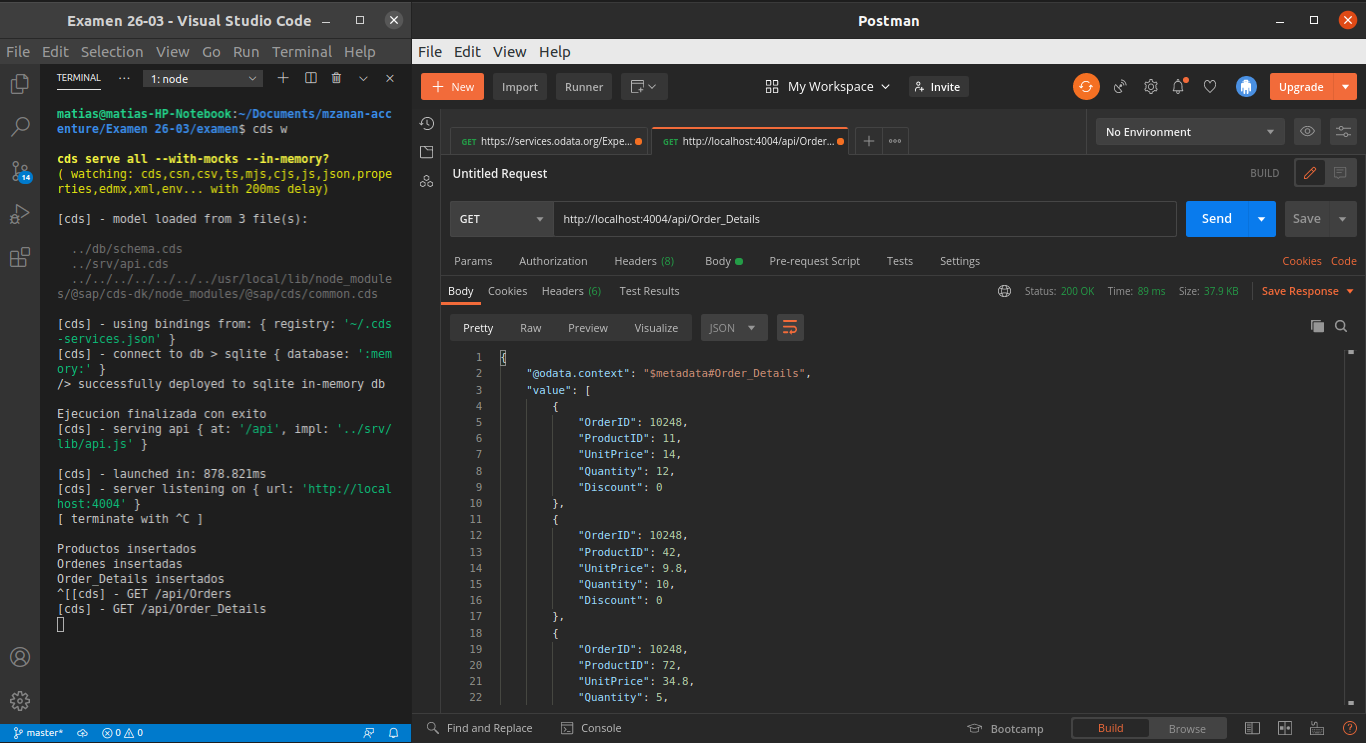 Examen 26-03 - Visual Studio Code
File Edit Selection View Go Run Terminal Help
TERMINAL ... 1: node
matias@matias-HP-Notebook:~/Documents/mzanan-acc
enture/Examen 26-03/examen$ cds w
cds serve all --with-mocks --in-memory?
( watching: cds,csn,csv,ts,mjs,cjs,js,json,prope
rties,edmx,xml,env... with 200ms delay)
[cds] - model loaded from 3 file(s):
../db/schema.cds
../srv/api.cds
../../../../../../../usr/local/lib/node_module
s/@sap/cds-dk/node_modules/@sap/cds/common.cds
[cds] - using bindings from: { registry: '~/.cds
-services.json' }
[cds] - connect to db > sqlite { database: ':mem
ory:' }
/> successfully deployed to sqlite in-memory db
Ejecucion finalizada con exito
[cds] - serving api { at: '/api', impl: '../srv/
lib/api.js' }
[cds] - launched in: 878.821ms
[cds] - server listening on { url: 'http://local
host:4004' }
[ terminate with ^C ]
Productos insertados
Ordenes insertadas
Order_Details insertados
^[[cds] - GET /api/Orders
[cds] - GET /api/Order_Details
14
master* 0 0
Postman
File Edit View Help
New Import Runner My Workspace Invite Upgrade
GET https://services.odata.org/Expe... GET http://localhost:4004/api/Order... No Environment
Untitled Request BUILD
GET http://localhost:4004/api/Order_Details Send Save
Params Authorization Headers (8) Body Pre-request Script Tests Settings Cookies Code
Body Cookies Headers (6) Test Results Status: 200 OK Time: 89 ms Size: 37.9 KB Save Response
Pretty Raw Preview Visualize JSON
1 {
2 "@odata.context": "$metadata#Order_Details",
3 "value": [
4 {
5 "OrderID": 10248,
6 "ProductID": 11,
7 "UnitPrice": 14,
8 "Quantity": 12,
9 "Discount": 0
10 },
11 {
12 "OrderID": 10248,
13 "ProductID": 42,
14 "UnitPrice": 9.8,
15 "Quantity": 10,
16 "Discount": 0
17 },
18 {
19 "OrderID": 10248,
20 "ProductID": 72,
21 "UnitPrice": 34.8,
22 "Quantity": 5,
Find and Replace Console Bootcamp Build Browse